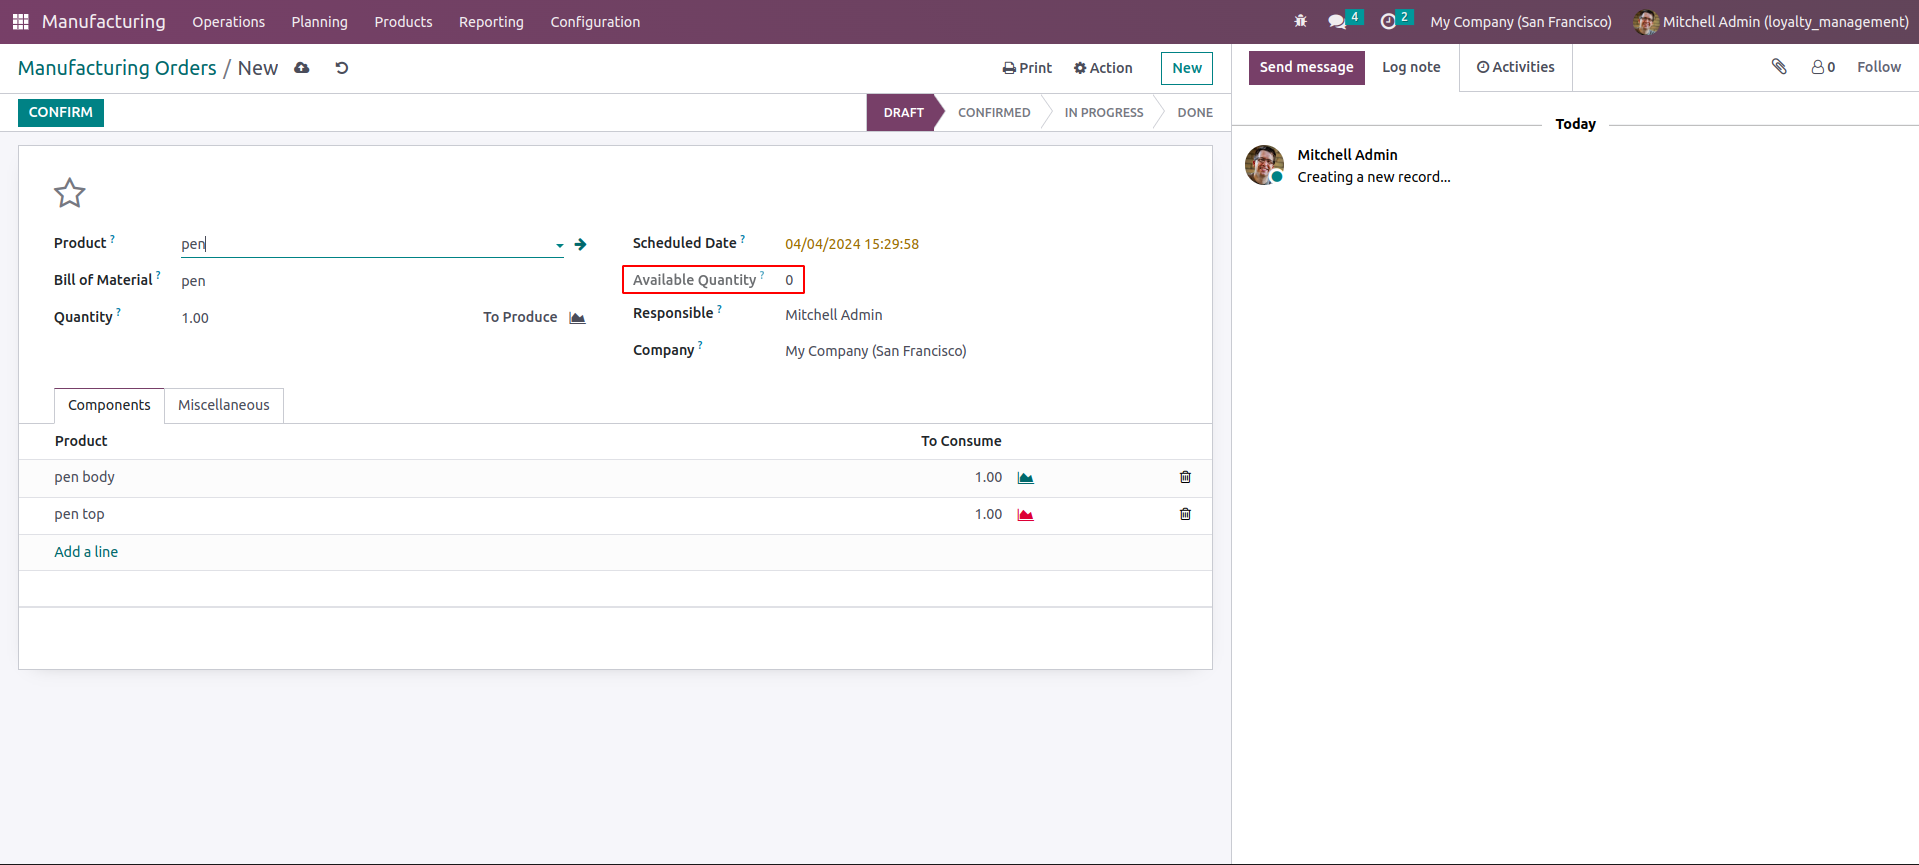 Manufacturing Operations Planning Products Reporting Configuration 4 2 My Company (San Francisco) Mitchell Admin (loyalty_management)
Manufacturing Orders / New Print Action New Send message Log note Activities 0 Follow
CONFIRM DRAFT CONFIRMED IN PROGRESS DONE
Today
Mitchell Admin
Creating a new record...
Product ? pen Scheduled Date ? 04/04/2024 15:29:58
Bill of Material ? pen Available Quantity ? 0
Quantity ? 1.00 To Produce Responsible ? Mitchell Admin
Company ? My Company (San Francisco)
Components Miscellaneous
Product To Consume
pen body 1.00
pen top 1.00
Add a line